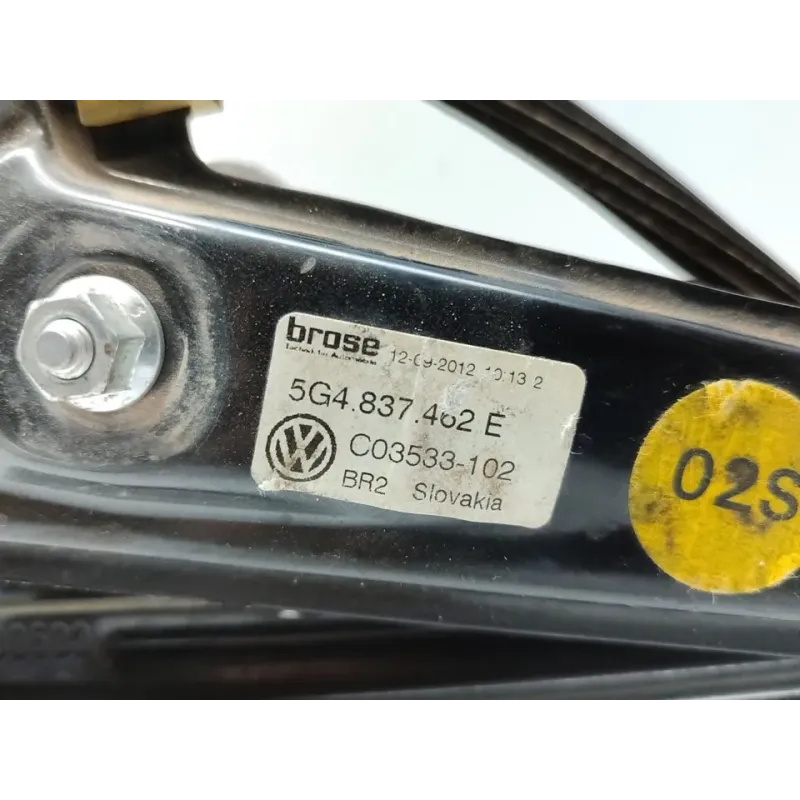 brose 12-09-2012 10:13 2
5G4.837.462 E
C03533-102
BR2 Slovakia
02S